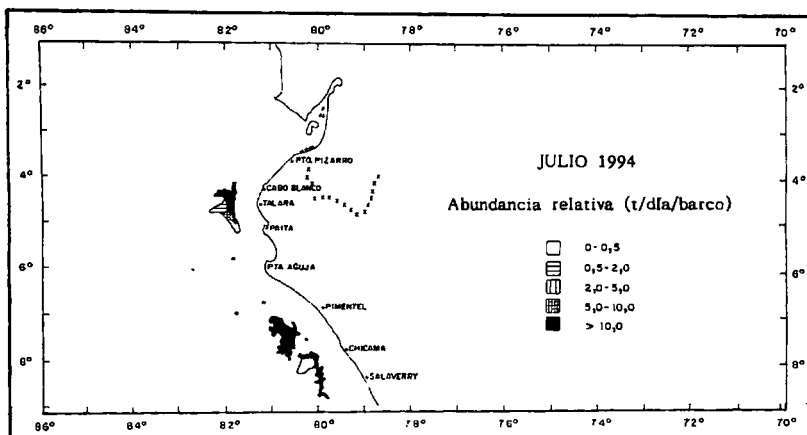 86° 84° 82° 80° 78° 76° 74° 72° 70°
2° 2°
PTO. PIZARRO
JULIO 1994
4° 4°
CABO BLANCO
TALARA
Abundancia relativa (t/día/barco)
PAITA
0-0,5
0,5-2,0
6° PTA AGUJA 6°
2,0-5,0
5,0-10,0
PIMENTEL
> 10,0
CHICAMA
8° 8°
SALAVERRY
86° 84° 82° 80° 78° 76° 74° 72° 70°